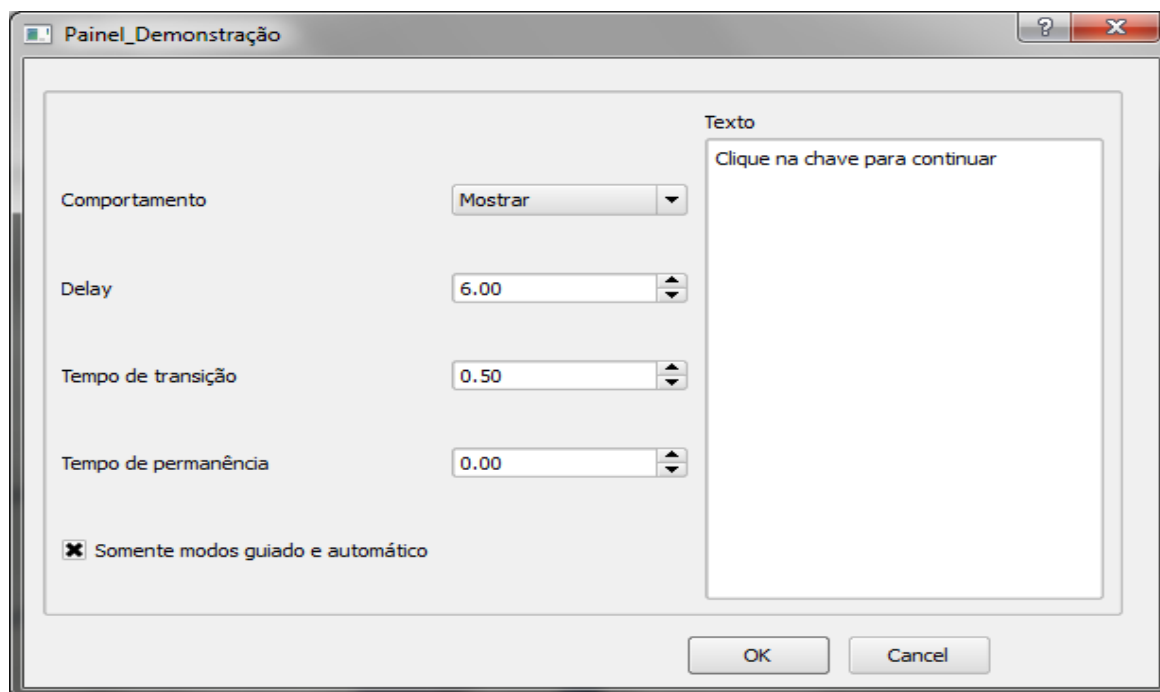 Painel_Demonstração
Texto
Clique na chave para continuar
Comportamento Mostrar
Delay 6.00
Tempo de transição 0.50
Tempo de permanência 0.00
Somente modos guiado e automático
OK Cancel